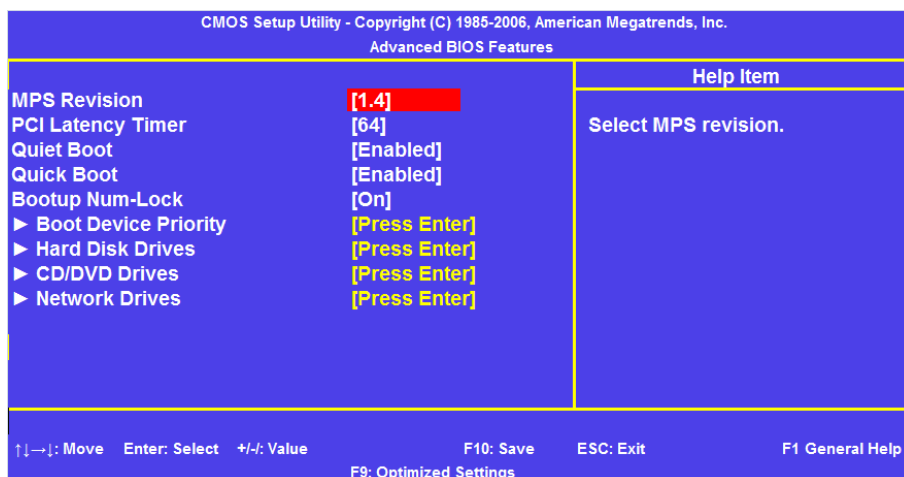 CMOS Setup Utility - Copyright (C) 1985-2006, American Megatrends, Inc.
Advanced BIOS Features
Help Item
MPS Revision [1.4]
Select MPS revision.
PCI Latency Timer [64]
Quiet Boot [Enabled]
Quick Boot [Enabled]
Bootup Num-Lock [On]
► Boot Device Priority [Press Enter]
► Hard Disk Drives [Press Enter]
► CD/DVD Drives [Press Enter]
► Network Drives [Press Enter]
↑↓→↓: Move Enter: Select +/-/: Value F10: Save ESC: Exit F1 General Help
F9: Optimized Settings